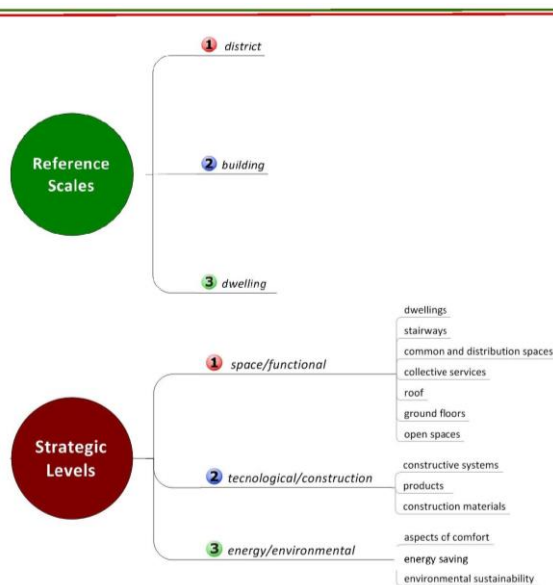 Reference
Scales
1 district
2 building
3 dwelling
Strategic
Levels
1 space/functional
dwellings
stairways
common and distribution spaces
collective services
roof
ground floors
open spaces
2 tecnological/construction
constructive systems
products
construction materials
3 energy/environmental
aspects of comfort
energy saving
environmental sustainability